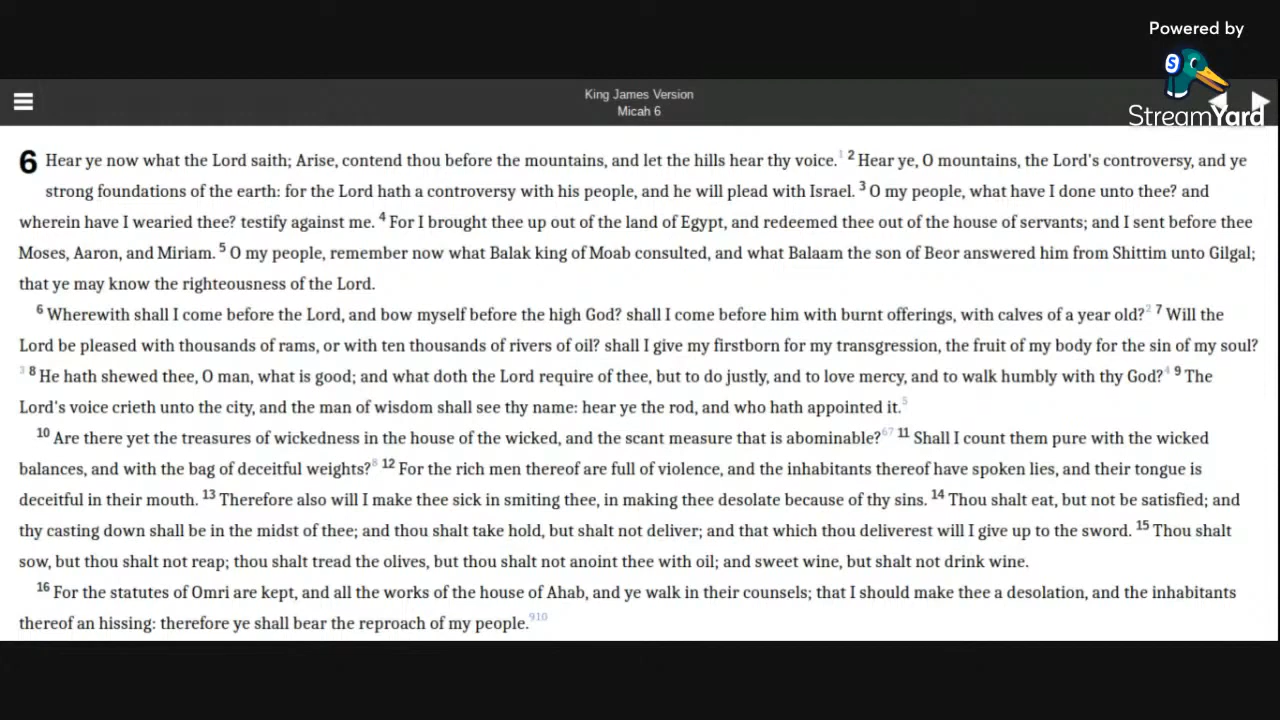 Powered by
S
StreamYard
King James Version
Micah 6
6 Hear ye now what the Lord saith; Arise, contend thou before the mountains, and let the hills hear thy voice.1 2 Hear ye, O mountains, the Lord's controversy, and ye
strong foundations of the earth: for the Lord hath a controversy with his people, and he will plead with Israel. 3 O my people, what have I done unto thee? and
wherein have I wearied thee? testify against me. 4 For I brought thee up out of the land of Egypt, and redeemed thee out of the house of servants; and I sent before thee
Moses, Aaron, and Miriam. 5 O my people, remember now what Balak king of Moab consulted, and what Balaam the son of Beor answered him from Shittim unto Gilgal;
that ye may know the righteousness of the Lord.
6 Wherewith shall I come before the Lord, and bow myself before the high God? shall I come before him with burnt offerings, with calves of a year old?2 7 Will the
Lord be pleased with thousands of rams, or with ten thousands of rivers of oil? shall I give my firstborn for my transgression, the fruit of my body for the sin of my soul?
3 8 He hath shewed thee, O man, what is good; and what doth the Lord require of thee, but to do justly, and to love mercy, and to walk humbly with thy God?4 9 The
Lord's voice crieth unto the city, and the man of wisdom shall see thy name: hear ye the rod, and who hath appointed it.5
10 Are there yet the treasures of wickedness in the house of the wicked, and the scant measure that is abominable?67 11 Shall I count them pure with the wicked
balances, and with the bag of deceitful weights?8 12 For the rich men thereof are full of violence, and the inhabitants thereof have spoken lies, and their tongue is
deceitful in their mouth. 13 Therefore also will I make thee sick in smiting thee, in making thee desolate because of thy sins. 14 Thou shalt eat, but not be satisfied; and
thy casting down shall be in the midst of thee; and thou shalt take hold, but shalt not deliver; and that which thou deliverest will I give up to the sword. 15 Thou shalt
sow, but thou shalt not reap; thou shalt tread the olives, but thou shalt not anoint thee with oil; and sweet wine, but shalt not drink wine.
16 For the statutes of Omri are kept, and all the works of the house of Ahab, and ye walk in their counsels; that I should make thee a desolation, and the inhabitants
thereof an hissing: therefore ye shall bear the reproach of my people.910